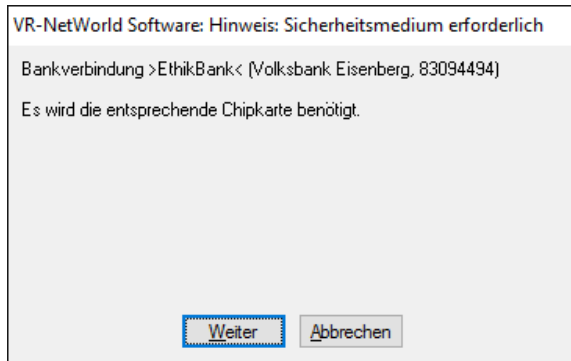 VR-NetWorld Software: Hinweis: Sicherheitsmedium erforderlich
Bankverbindung >EthikBank< (Volksbank Eisenberg, 83094494)
Es wird die entsprechende Chipkarte benötigt.
Weiter Abbrechen